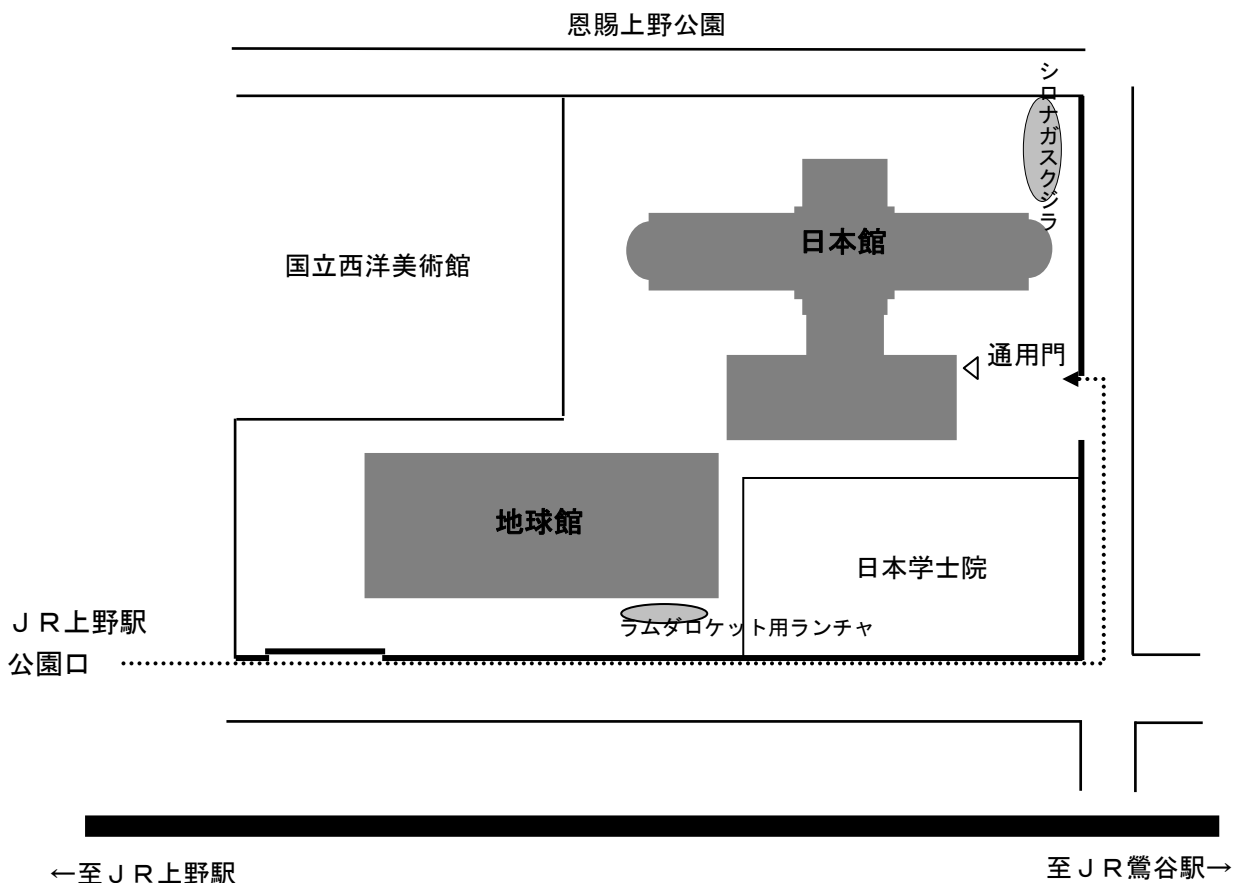 恩賜上野公園
シロナガスクジラ
日本館
国立西洋美術館
通用門
地球館
日本学士院
ＪＲ上野駅
公園口
ラムダロケット用ランチャ
←至ＪＲ上野駅
至ＪＲ鶯谷駅→